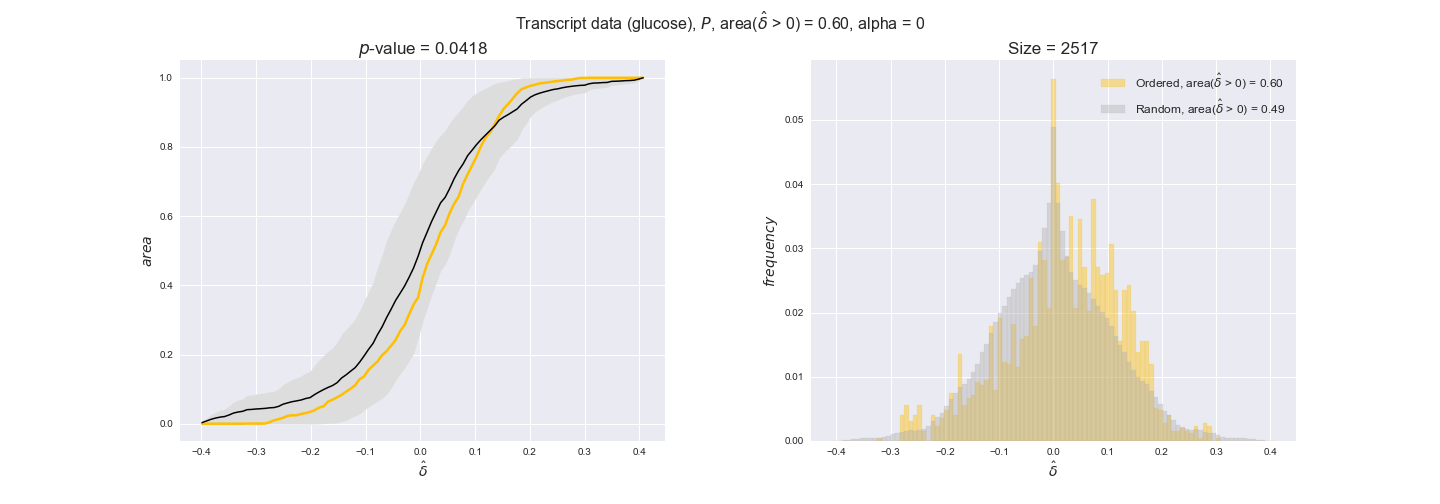 Transcript data (glucose), P, area(δ̂ > 0) = 0.60, alpha = 0
p-value = 0.0418
area
1.0
0.8
0.6
0.4
0.2
0.0
−0.4 −0.3 −0.2 −0.1 0.0 0.1 0.2 0.3 0.4
δ̂
Size = 2517
Ordered, area(δ̂ > 0) = 0.60
Random, area(δ̂ > 0) = 0.49
frequency
0.05
0.04
0.03
0.02
0.01
0.00
−0.4 −0.3 −0.2 −0.1 0.0 0.1 0.2 0.3 0.4
δ̂